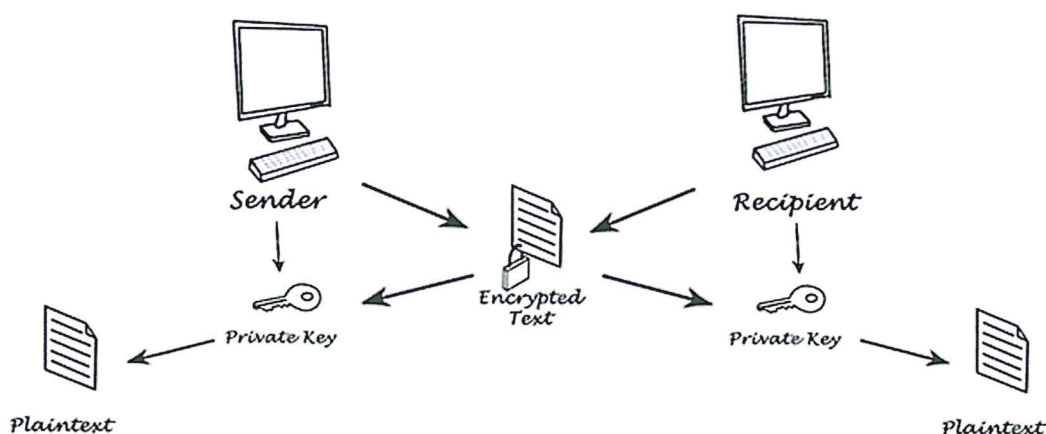 Sender
Recipient
Encrypted
Text
Private Key
Private Key
Plaintext
Plaintext